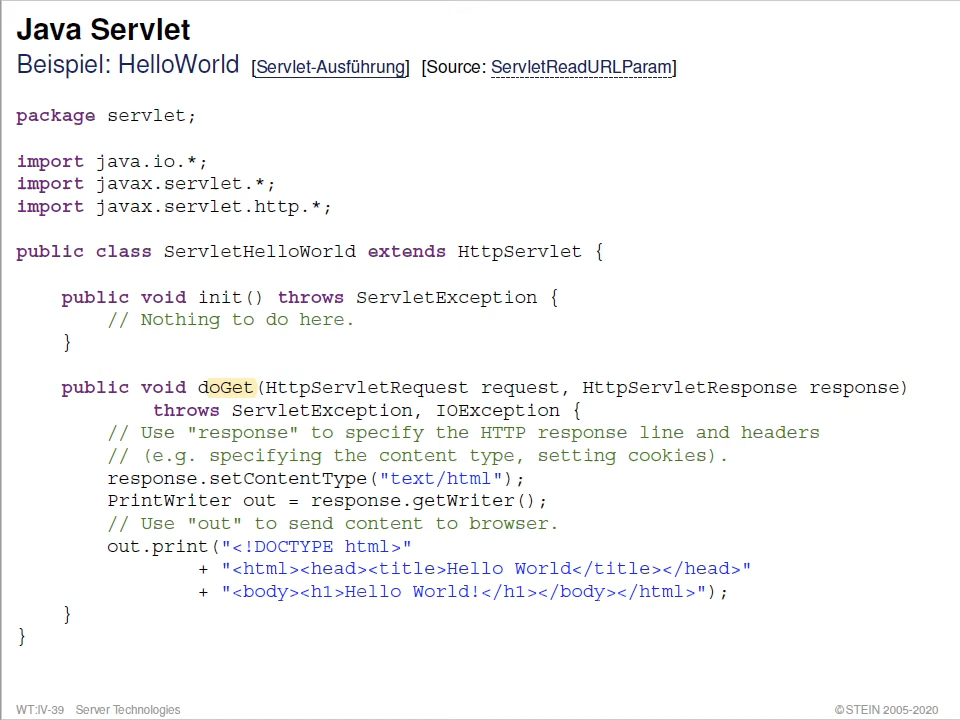 Java Servlet
Beispiel: HelloWorld [Servlet-Ausführung] [Source: ServletReadURLParam]
package servlet;
import java.io.*;
import javax.servlet.*;
import javax.servlet.http.*;
public class ServletHelloWorld extends HttpServlet {
    public void init() throws ServletException {
        // Nothing to do here.
    }
    public void doGet(HttpServletRequest request, HttpServletResponse response)
            throws ServletException, IOException {
        // Use "response" to specify the HTTP response line and headers
        // (e.g. specifying the content type, setting cookies).
        response.setContentType("text/html");
        PrintWriter out = response.getWriter();
        // Use "out" to send content to browser.
        out.print("<!DOCTYPE html>"
                + "<html><head><title>Hello World</title></head>"
                + "<body><h1>Hello World!</h1></body></html>");
    }
}
WT:IV-39 Server Technologies ©STEIN 2005-2020